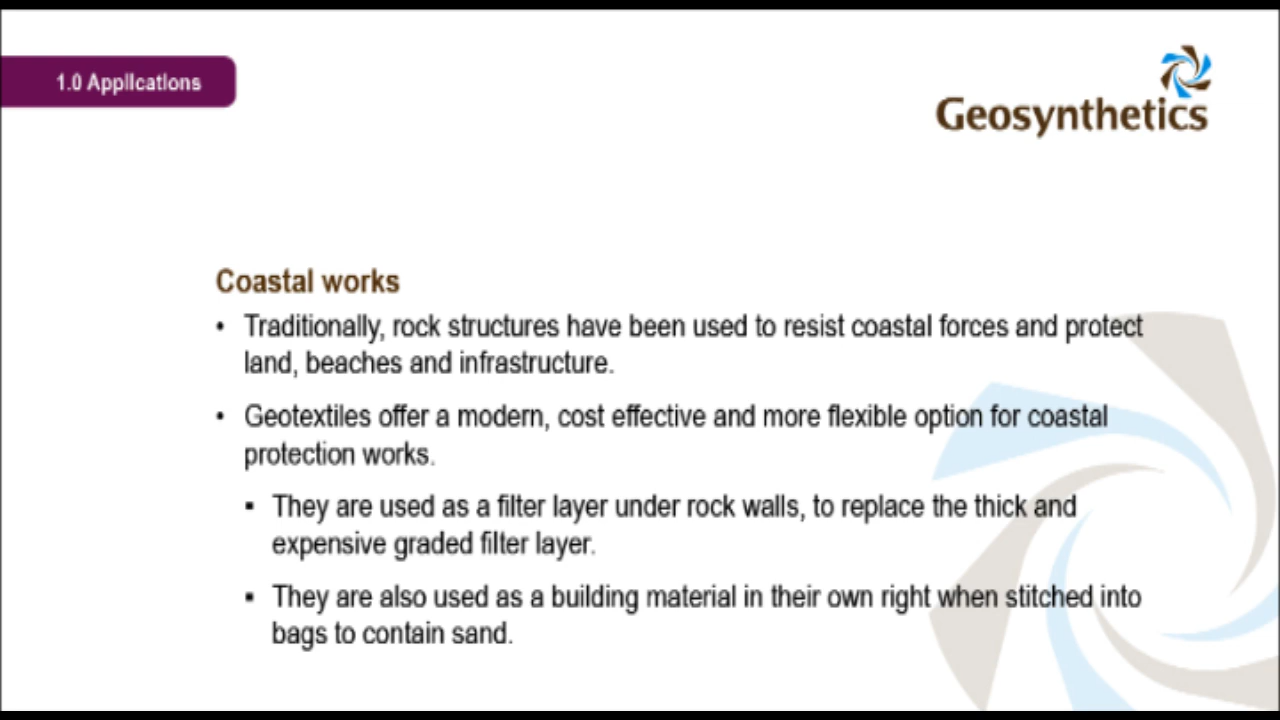 1.0 Applications
Geosynthetics
Coastal works
• Traditionally, rock structures have been used to resist coastal forces and protect
land, beaches and infrastructure.
• Geotextiles offer a modern, cost effective and more flexible option for coastal
protection works.
▪ They are used as a filter layer under rock walls, to replace the thick and
expensive graded filter layer.
▪ They are also used as a building material in their own right when stitched into
bags to contain sand.